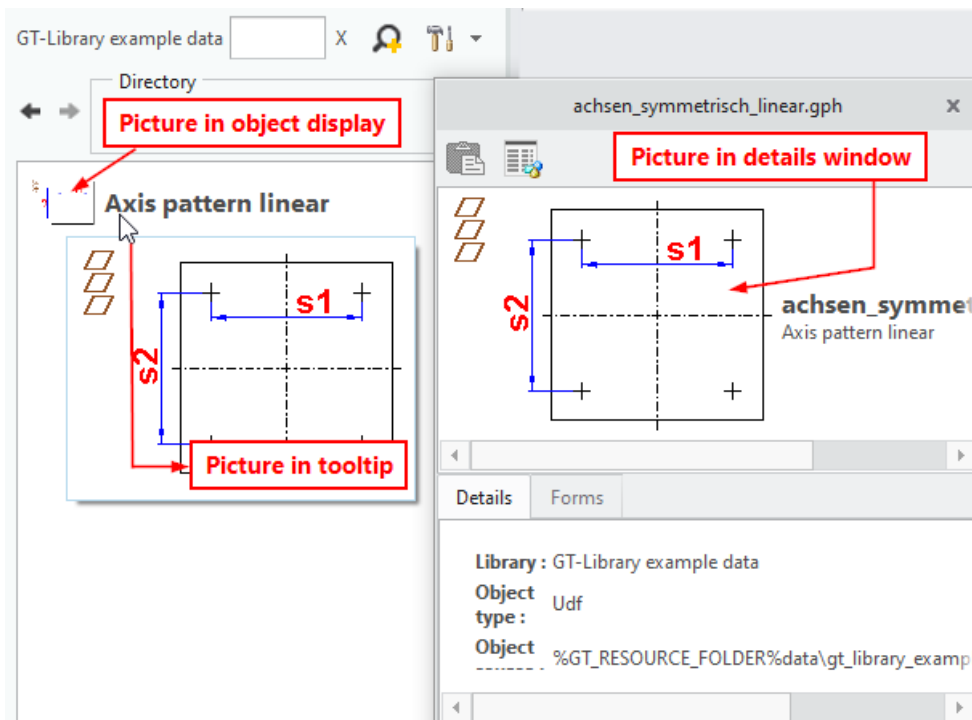 GT-Library example data X
Directory
Picture in object display
Axis pattern linear
s1
s2
Picture in tooltip
achsen_symmetrisch_linear.gph x
Picture in details window
s1
s2
achsen_symmet
Axis pattern linear
Details Forms
Library : GT-Library example data
Object type : Udf
Object %GT_RESOURCE_FOLDER%data\gt_library_examp